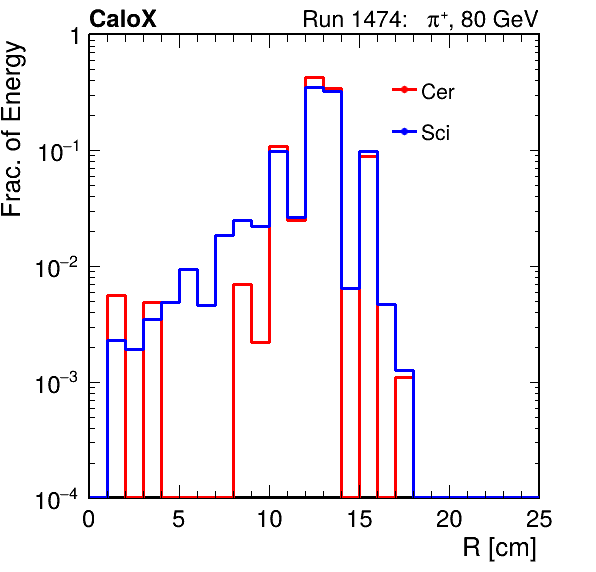 CaloX Run 1474: π⁺, 80 GeV
Frac. of Energy
1
10⁻¹
10⁻²
10⁻³
10⁻⁴
Cer
Sci
0 5 10 15 20 25
R [cm]